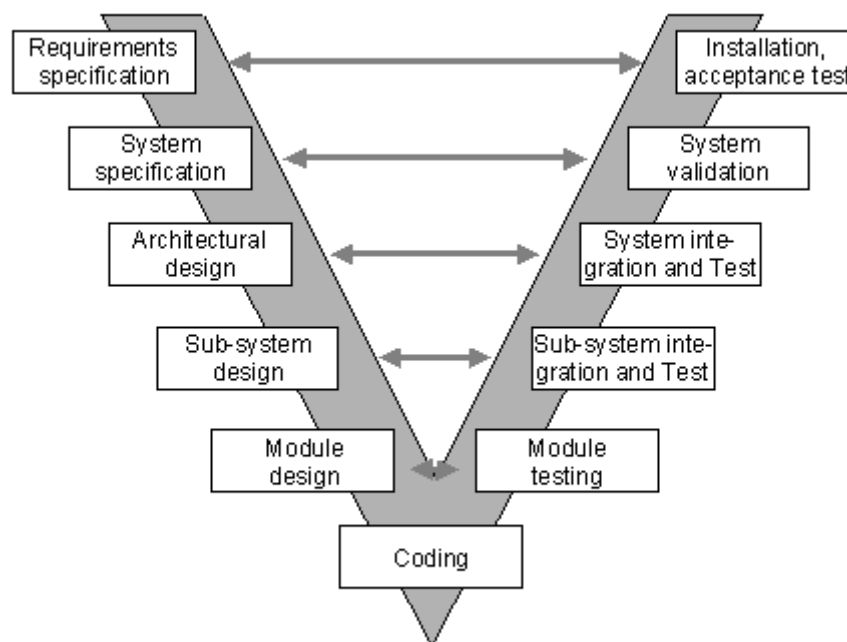 Requirements
specification
Installation,
acceptance test
System
specification
System
validation
Architectural
design
System inte-
gration and Test
Sub-system
design
Sub-system inte-
gration and Test
Module
design
Module
testing
Coding